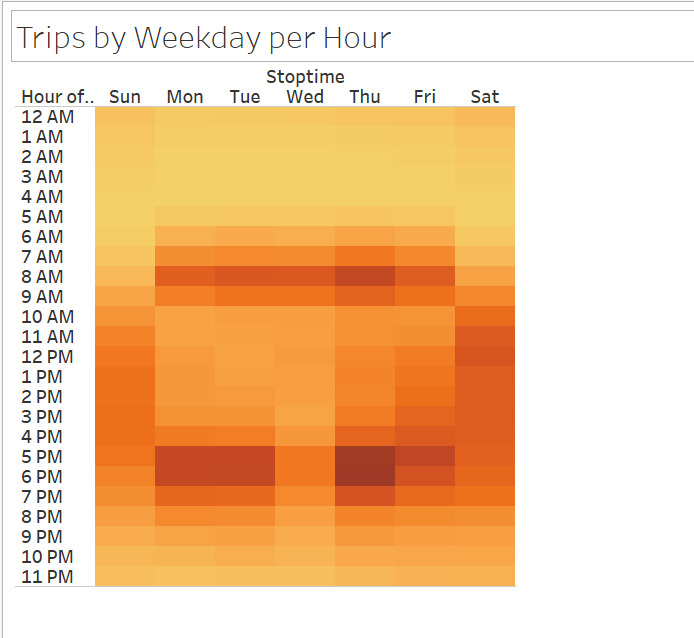 Trips by Weekday per Hour
Stoptime
Hour of.. Sun Mon Tue Wed Thu Fri Sat
12 AM
1 AM
2 AM
3 AM
4 AM
5 AM
6 AM
7 AM
8 AM
9 AM
10 AM
11 AM
12 PM
1 PM
2 PM
3 PM
4 PM
5 PM
6 PM
7 PM
8 PM
9 PM
10 PM
11 PM